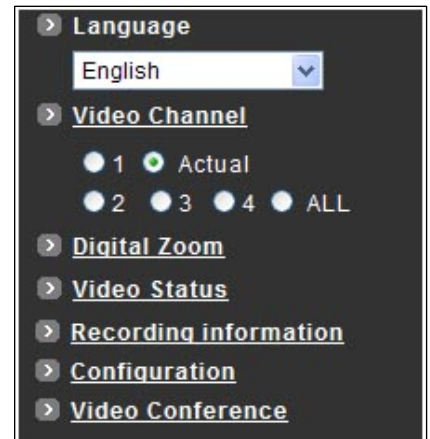 Language
English
Video Channel
1 Actual
2 3 4 ALL
Digital Zoom
Video Status
Recording information
Configuration
Video Conference